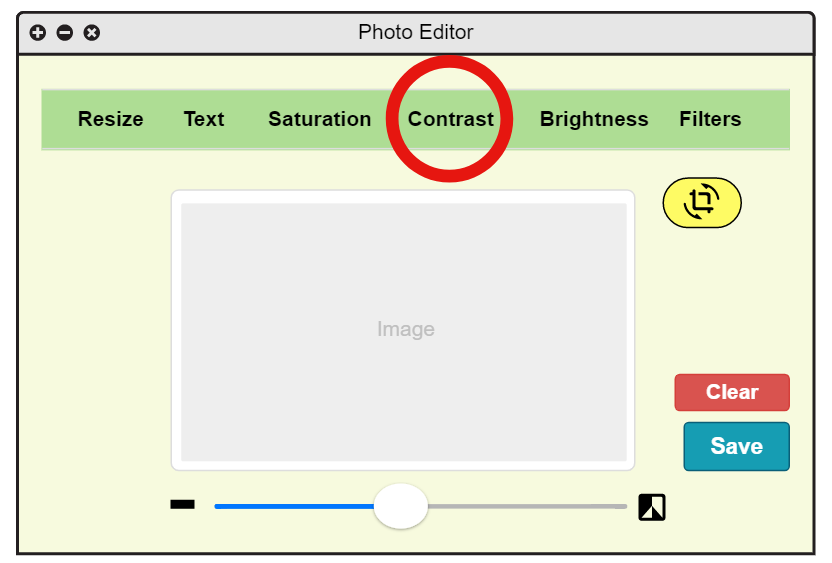 Photo Editor
Resize Text Saturation Contrast Brightness Filters
Image
Clear
Save